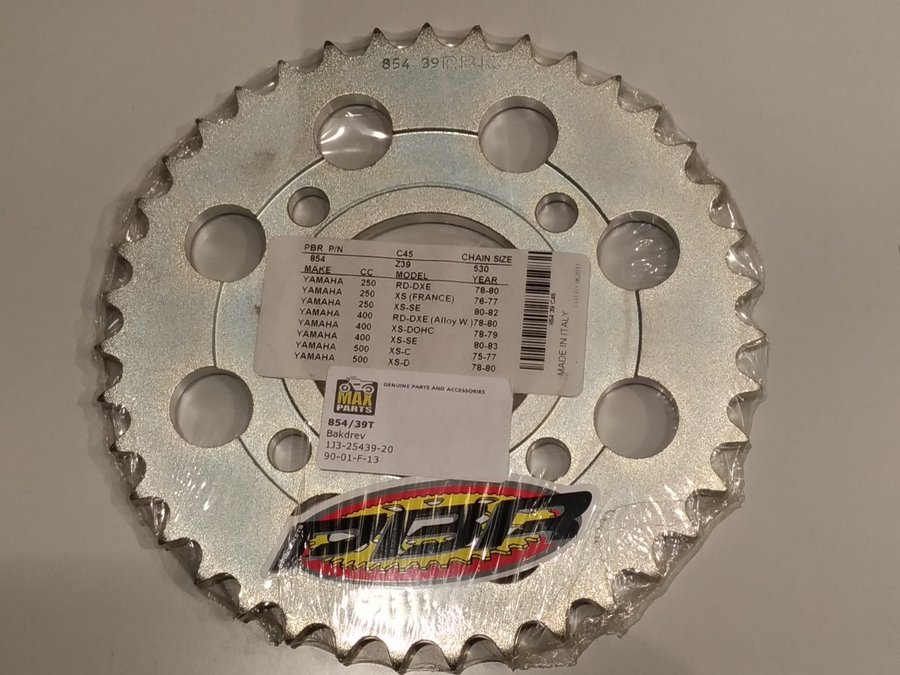 854 39 PBR
PBR P/N C45 CHAIN SIZE
854 Z39 530
MAKE CC MODEL YEAR
YAMAHA 250 RD-DXE 78-80
YAMAHA 250 XS (FRANCE) 76-77
YAMAHA 250 XS-SE 80-82
YAMAHA 400 RD-DXE (Alloy W.) 78-80
YAMAHA 400 XS-DOHC 78-79
YAMAHA 400 XS-SE 80-83
YAMAHA 500 XS-C 75-77
YAMAHA 500 XS-D 78-80
854 39 C45
MADE IN ITALY
MAX
PARTS
GENUINE PARTS AND ACCESSORIES
854/39T
Bakdrev
1J3-25439-20
90-01-F-13
PBR